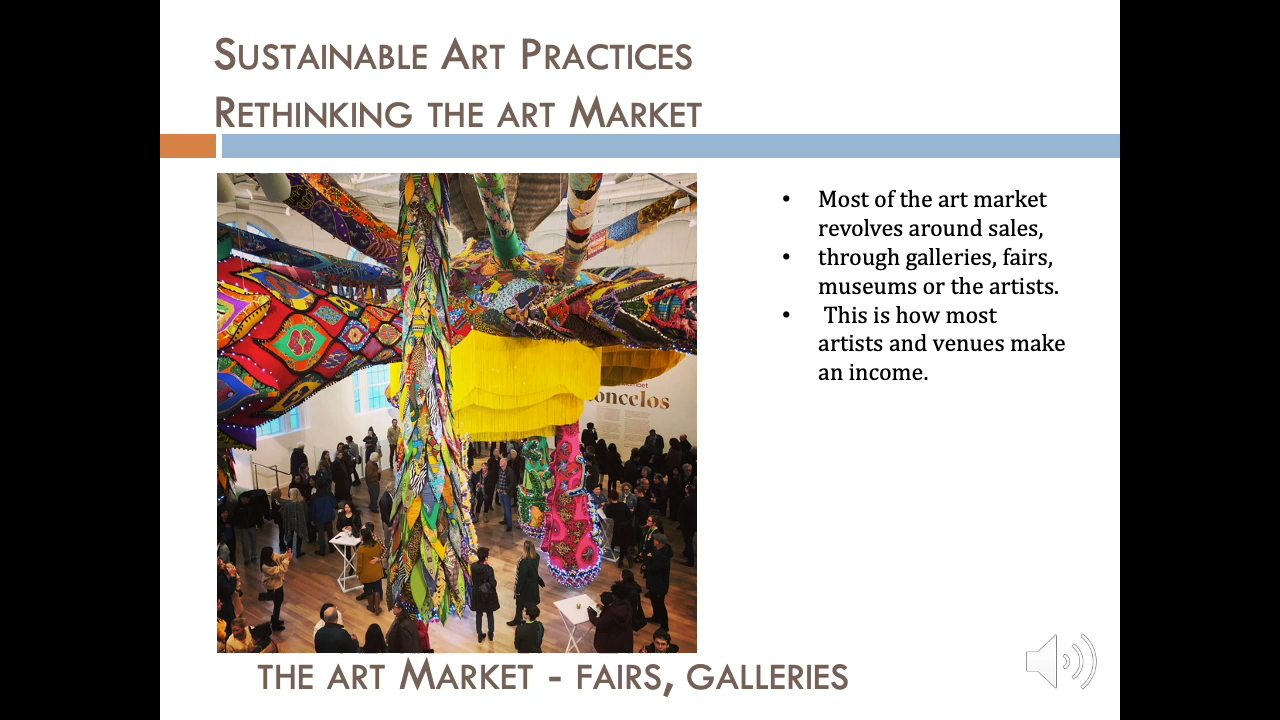 Sustainable Art Practices
Rethinking the art Market
• Most of the art market
revolves around sales,
• through galleries, fairs,
museums or the artists.
• This is how most
artists and venues make
an income.
oncelos
the art Market - fairs, galleries